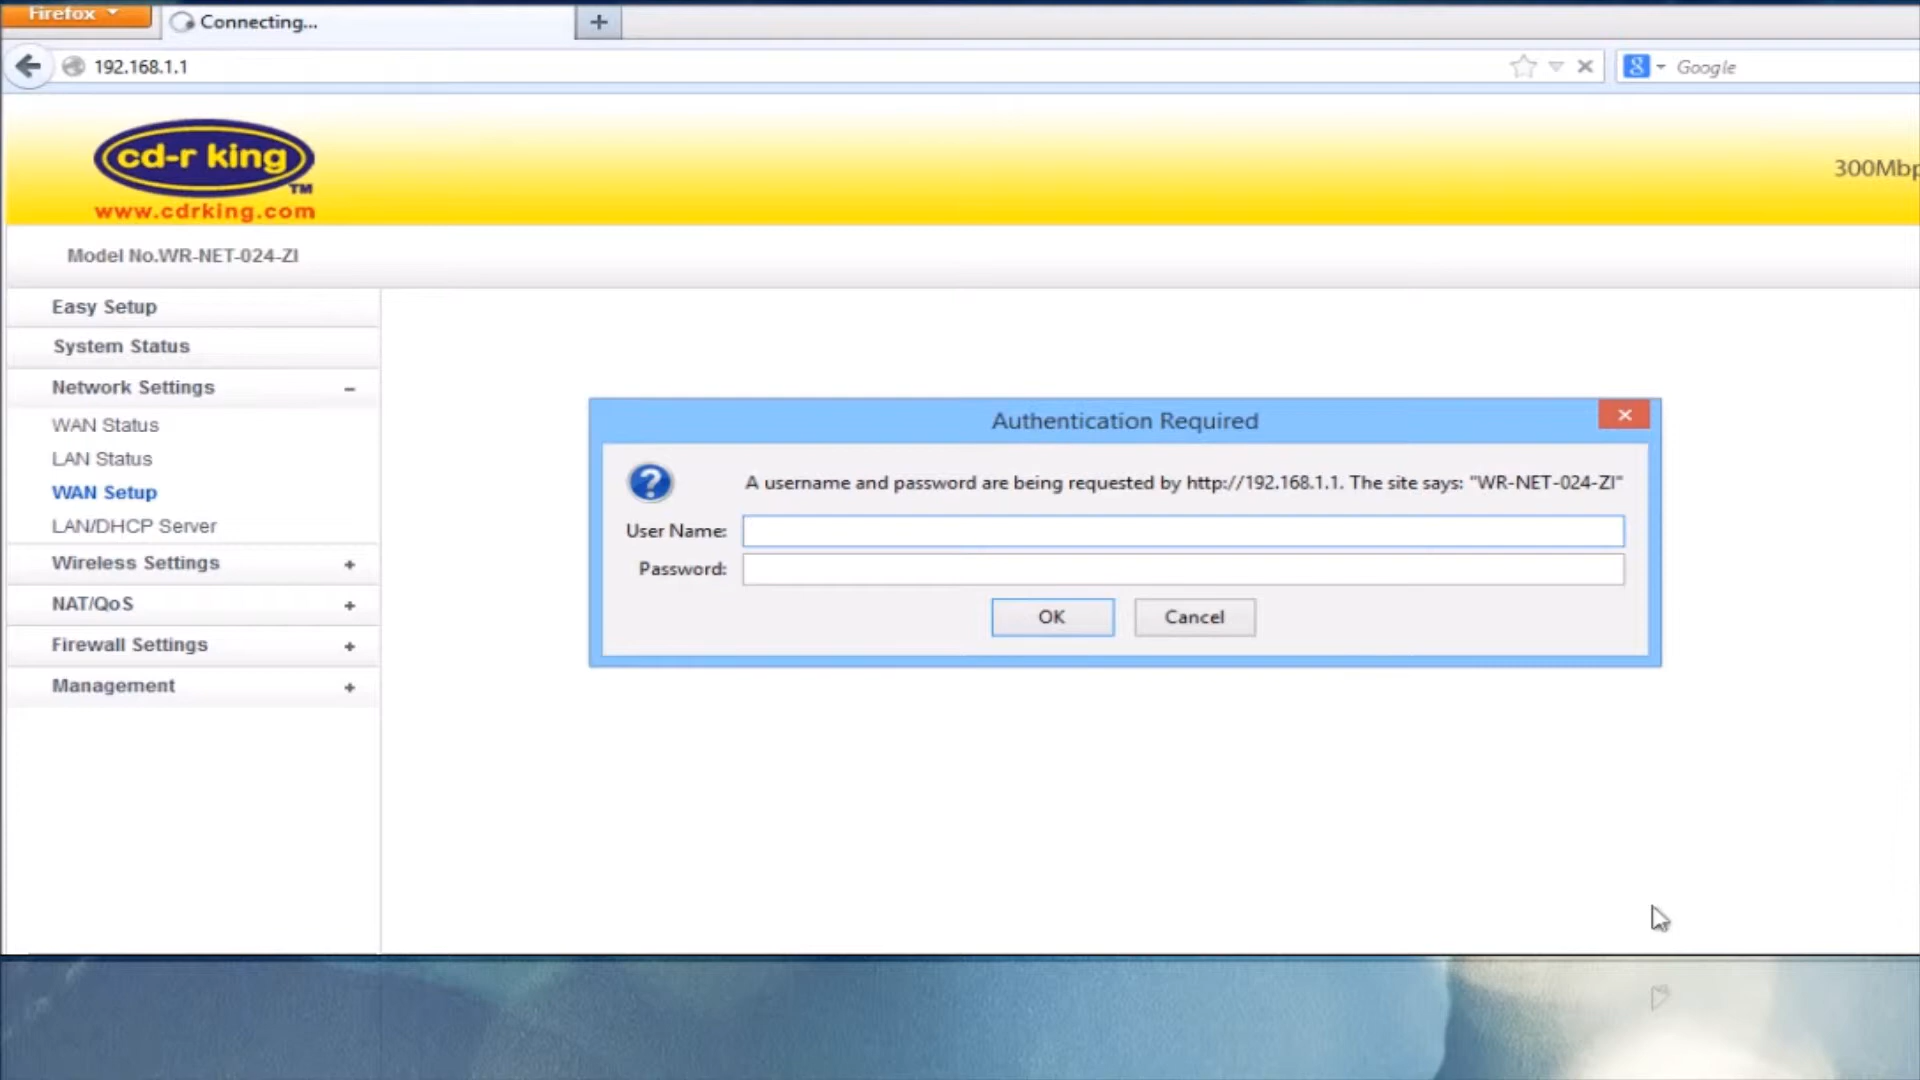 Firefox
Connecting...
192.168.1.1
Google
cd-r king
TM
www.cdrking.com
300Mbp
Model No.WR-NET-024-ZI
Easy Setup
System Status
Network Settings
WAN Status
LAN Status
WAN Setup
LAN/DHCP Server
Wireless Settings
NAT/QoS
Firewall Settings
Management
Authentication Required
A username and password are being requested by http://192.168.1.1. The site says: "WR-NET-024-ZI"
User Name:
Password:
OK Cancel